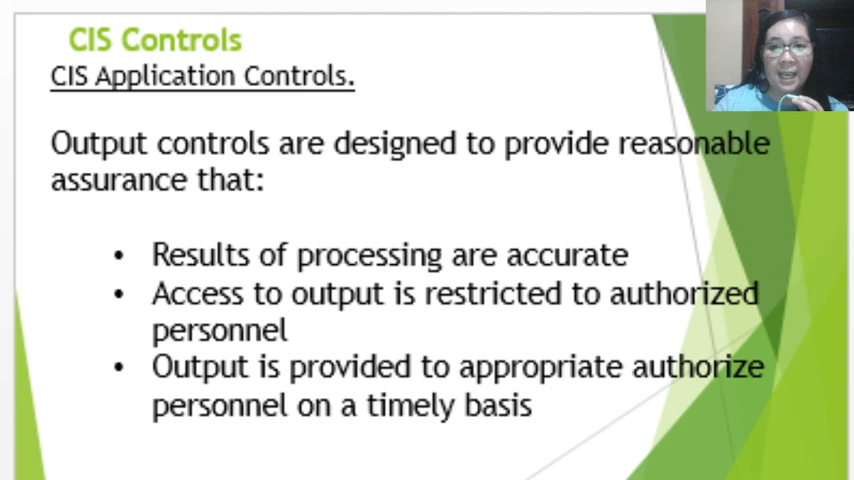 CIS Controls
CIS Application Controls.
Output controls are designed to provide reasonable
assurance that:
• Results of processing are accurate
• Access to output is restricted to authorized
personnel
• Output is provided to appropriate authorize
personnel on a timely basis